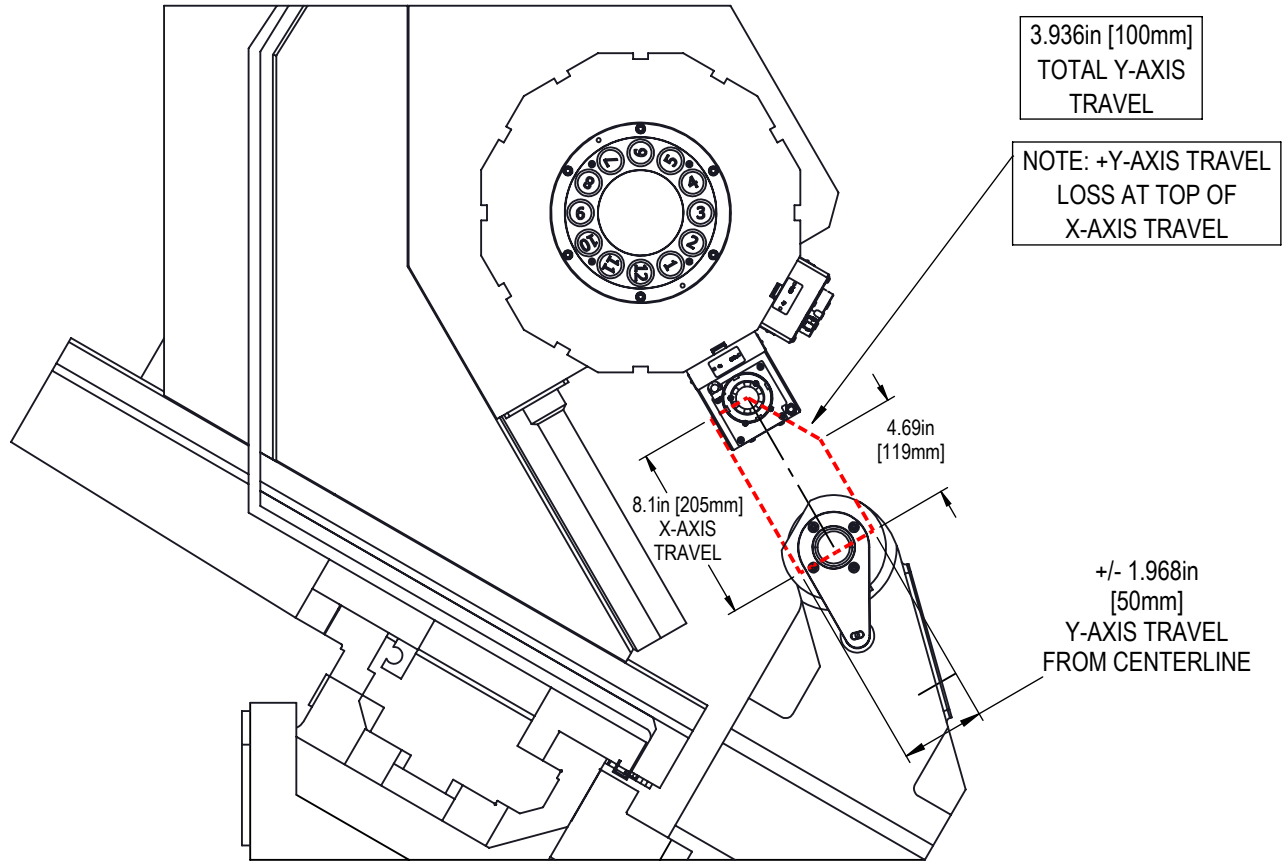 3.936in [100mm]
TOTAL Y-AXIS
TRAVEL
NOTE: +Y-AXIS TRAVEL
LOSS AT TOP OF
X-AXIS TRAVEL
6
7
5
8
4
9
3
10
2
11
1
12
4.69in
[119mm]
8.1in [205mm]
X-AXIS
TRAVEL
+/- 1.968in
[50mm]
Y-AXIS TRAVEL
FROM CENTERLINE